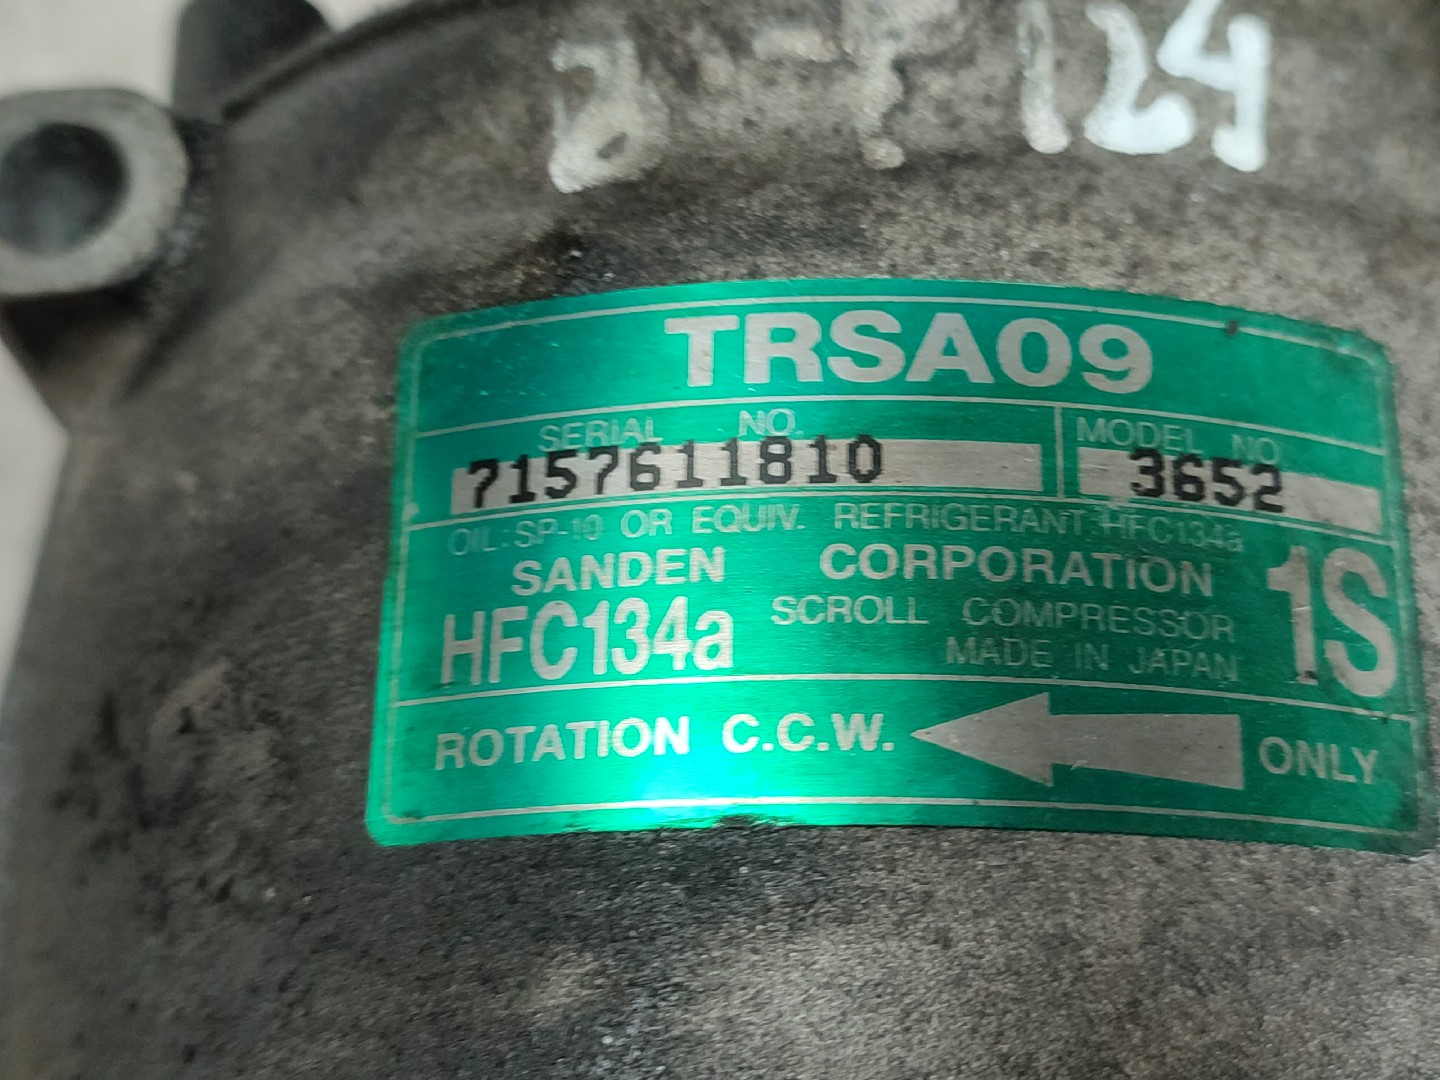 124
TRSA09
SERIAL NO. MODEL NO
7157611810 3652
OIL: SP-10 OR EQUIV. REFRIGERANT: HFC134a
SANDEN CORPORATION
HFC134a SCROLL COMPRESSOR 1S
MADE IN JAPAN
ROTATION C.C.W. ONLY